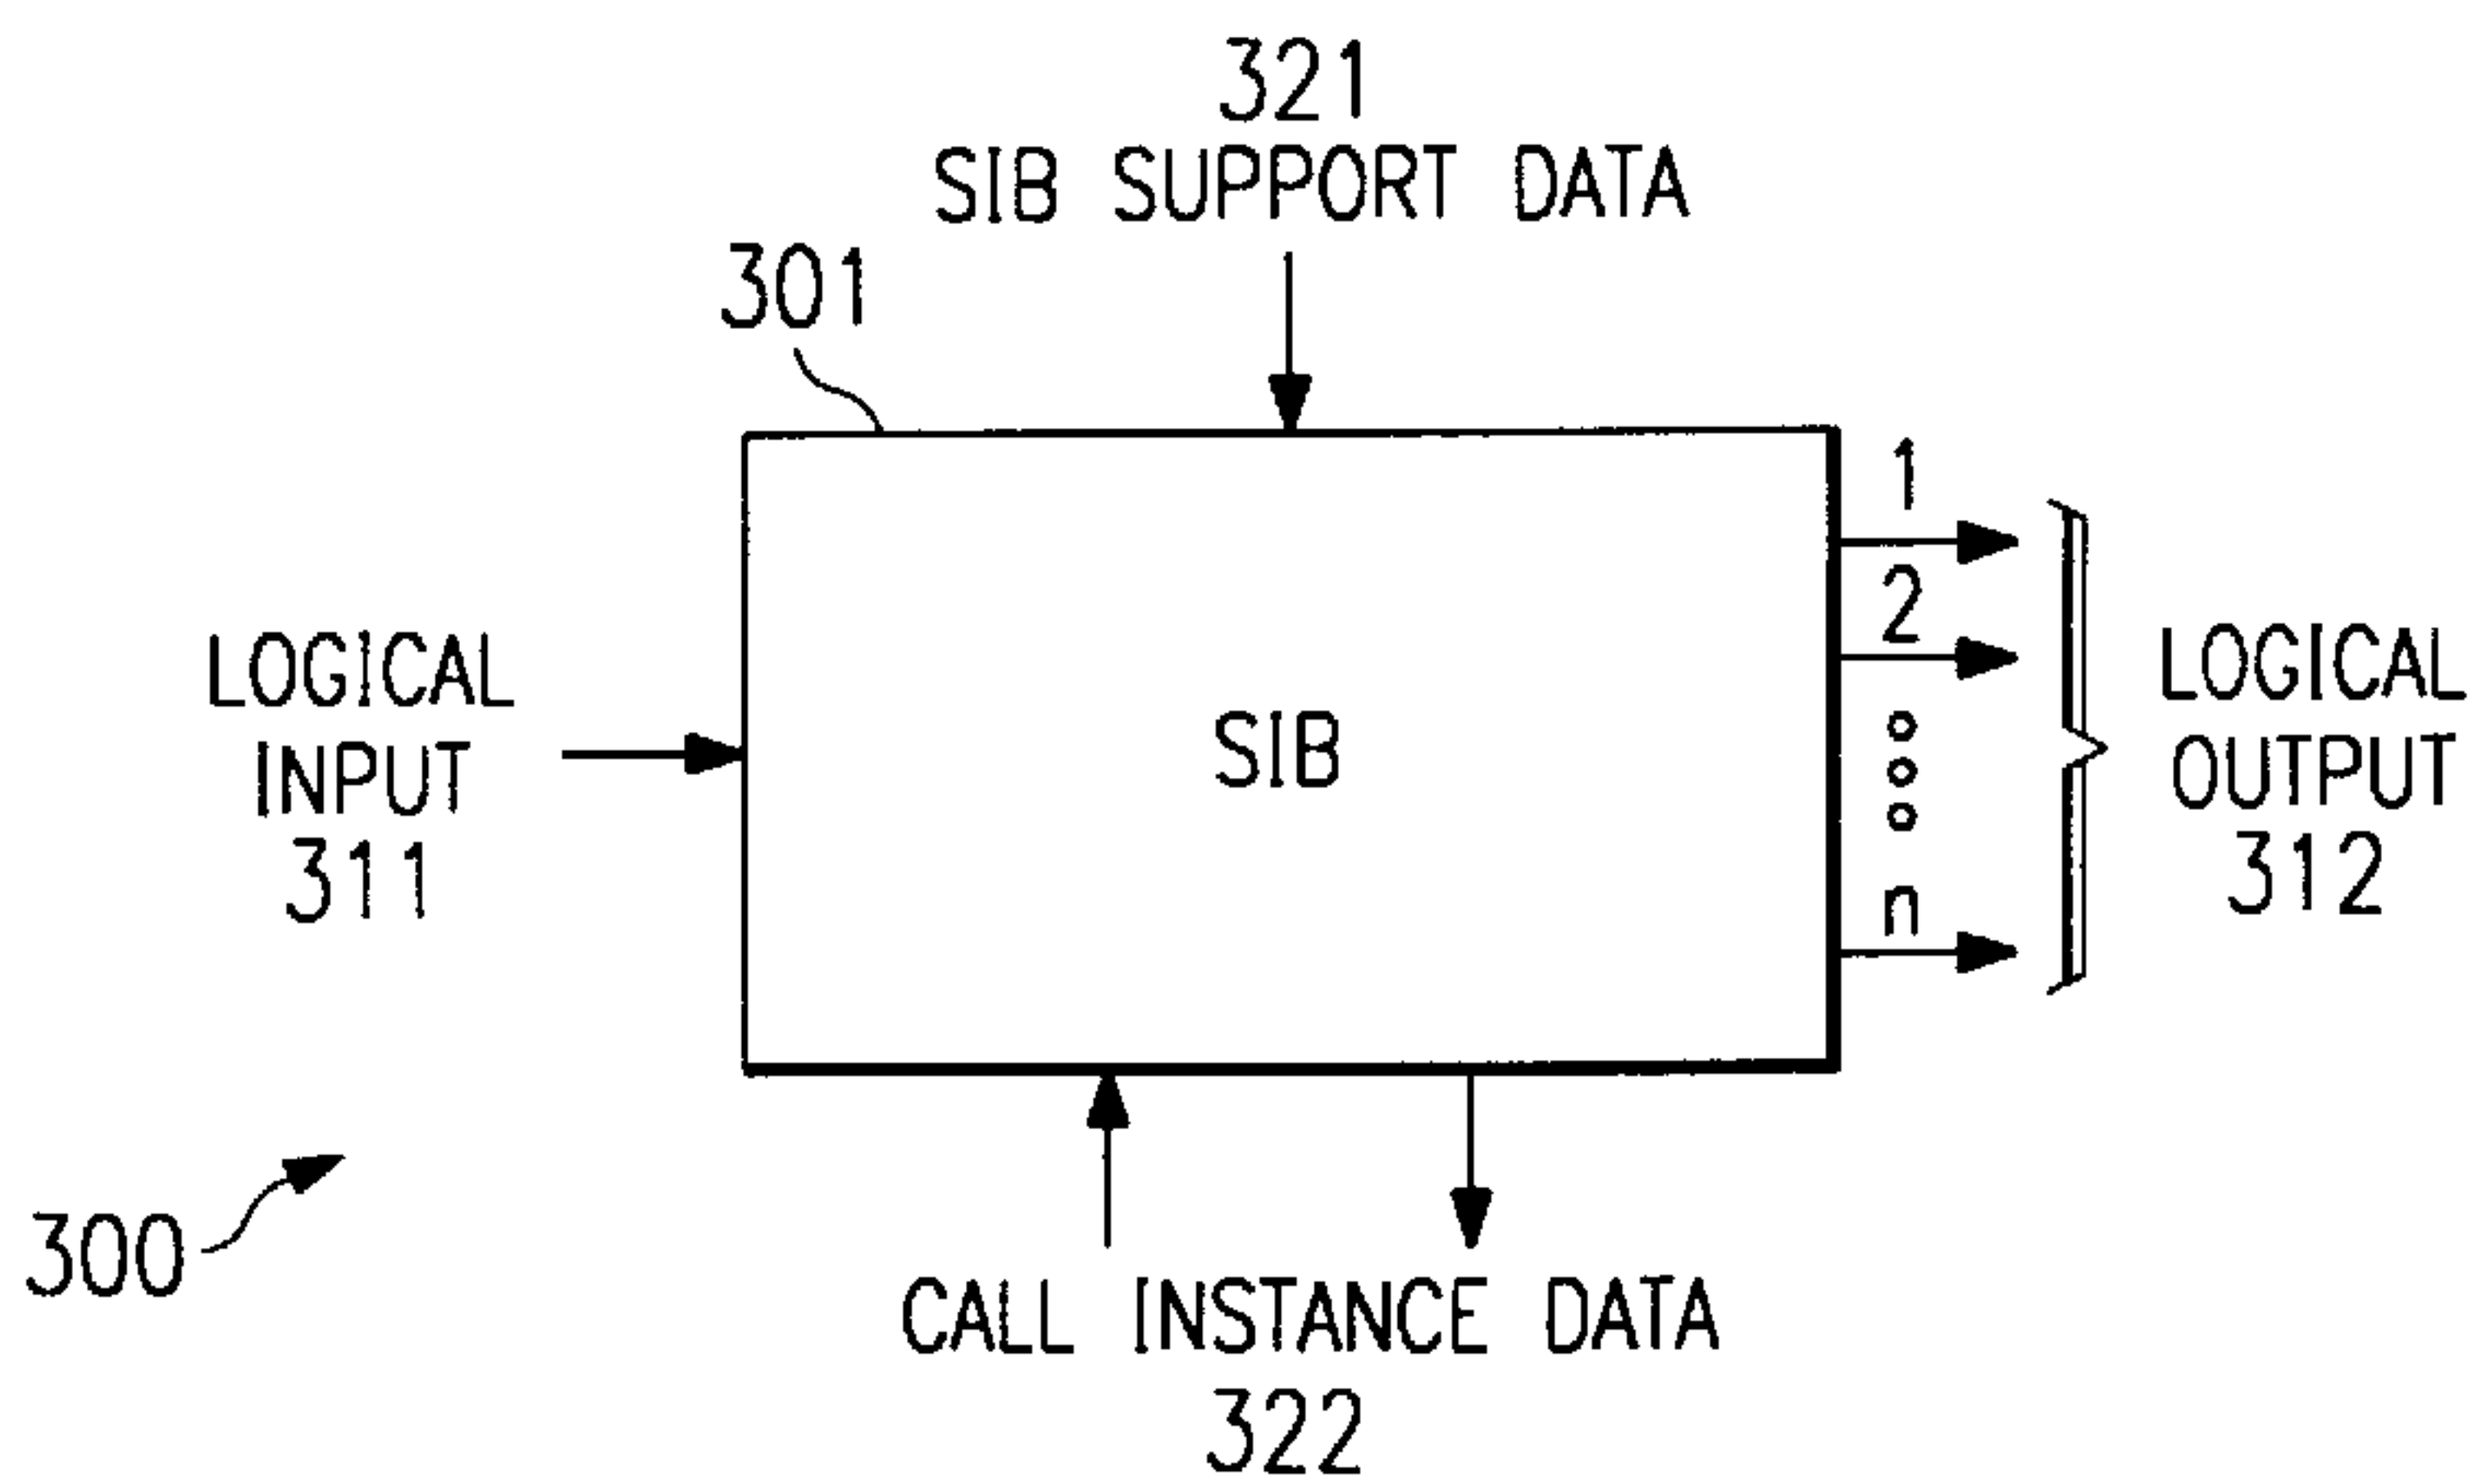 321
SIB SUPPORT DATA
301
1
2
LOGICAL
INPUT
311
SIB
n
LOGICAL
OUTPUT
312
300
CALL INSTANCE DATA
322